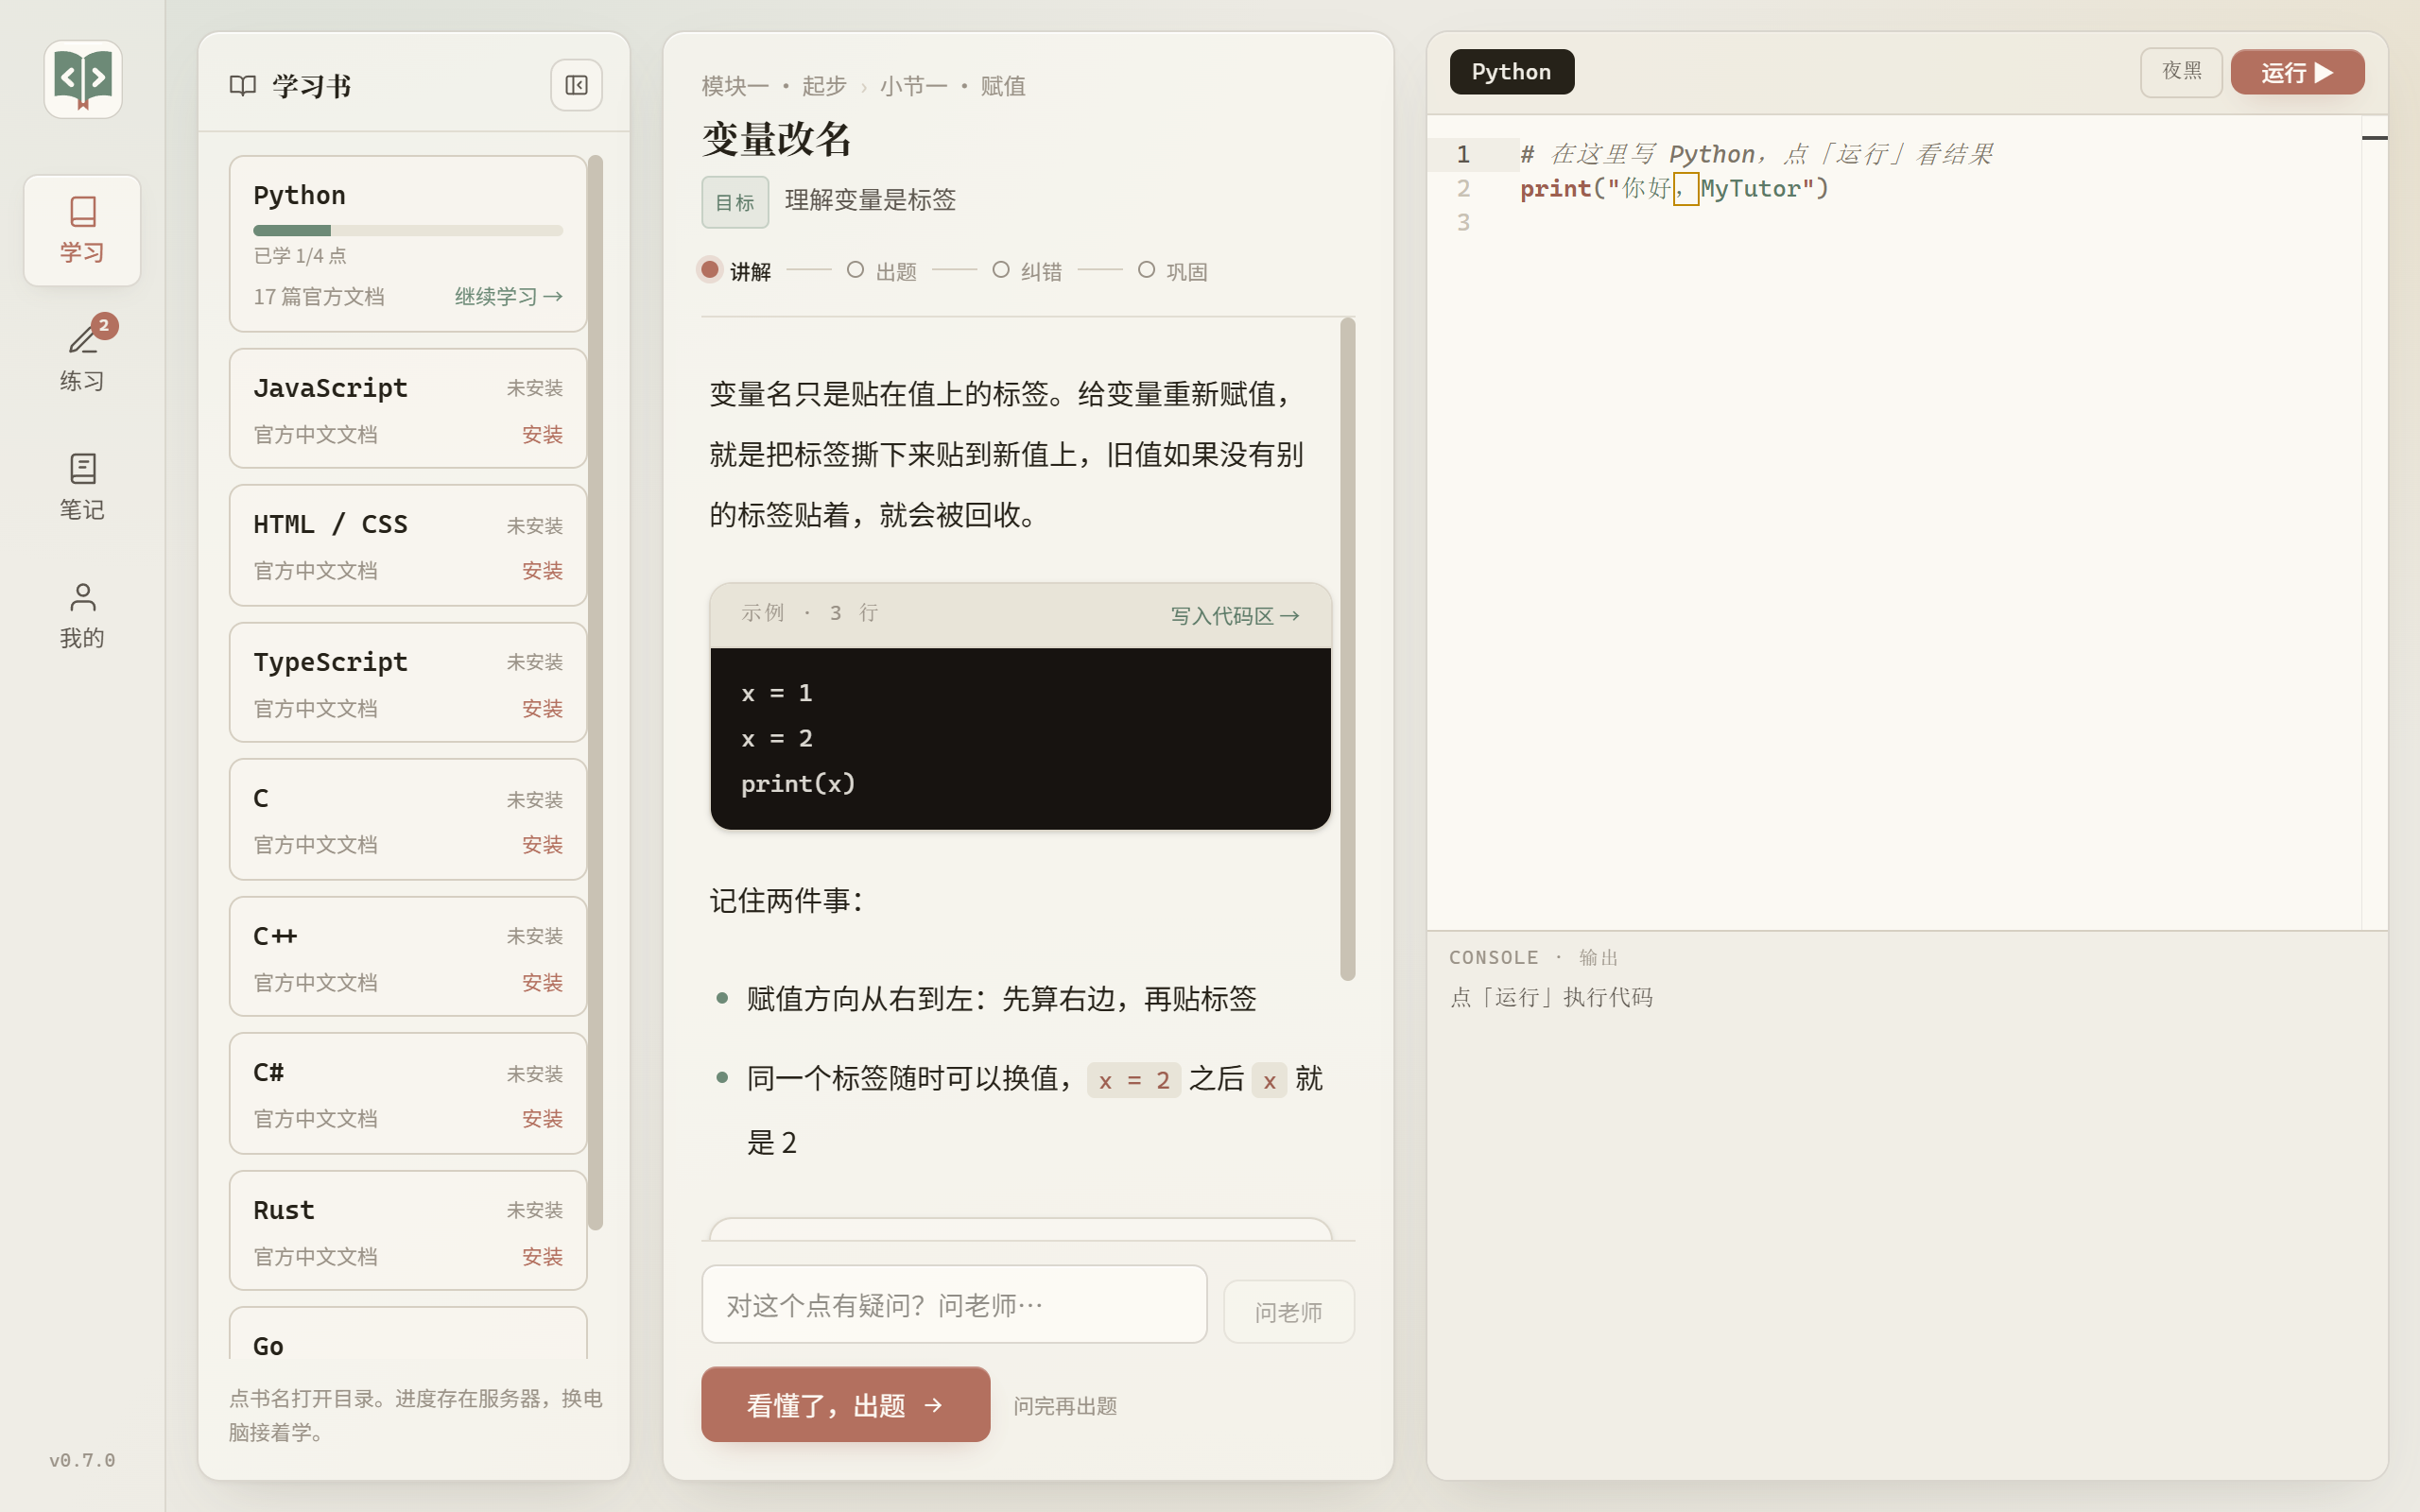 学习
2
练习
笔记
我的
v0.7.0
学习书
Python
已学 1/4 点
17 篇官方文档 继续学习 →
JavaScript 未安装
官方中文文档 安装
HTML / CSS 未安装
官方中文文档 安装
TypeScript 未安装
官方中文文档 安装
C 未安装
官方中文文档 安装
C++ 未安装
官方中文文档 安装
C# 未安装
官方中文文档 安装
Rust 未安装
官方中文文档 安装
Go
点书名打开目录。进度存在服务器，换电
脑接着学。
模块一 · 起步 › 小节一 · 赋值
变量改名
目标 理解变量是标签
讲解 出题 纠错 巩固
变量名只是贴在值上的标签。给变量重新赋值，
就是把标签撕下来贴到新值上，旧值如果没有别
的标签贴着，就会被回收。
示例 · 3 行 写入代码区 →
x = 1
x = 2
print(x)
记住两件事：
赋值方向从右到左：先算右边，再贴标签
同一个标签随时可以换值，x = 2 之后 x 就
是 2
对这个点有疑问？问老师… 问老师
看懂了，出题 → 问完再出题
Python 夜黑 运行 ▶
1 # 在这里写 Python，点「运行」看结果
2 print("你好，MyTutor")
3
CONSOLE · 输出
点「运行」执行代码